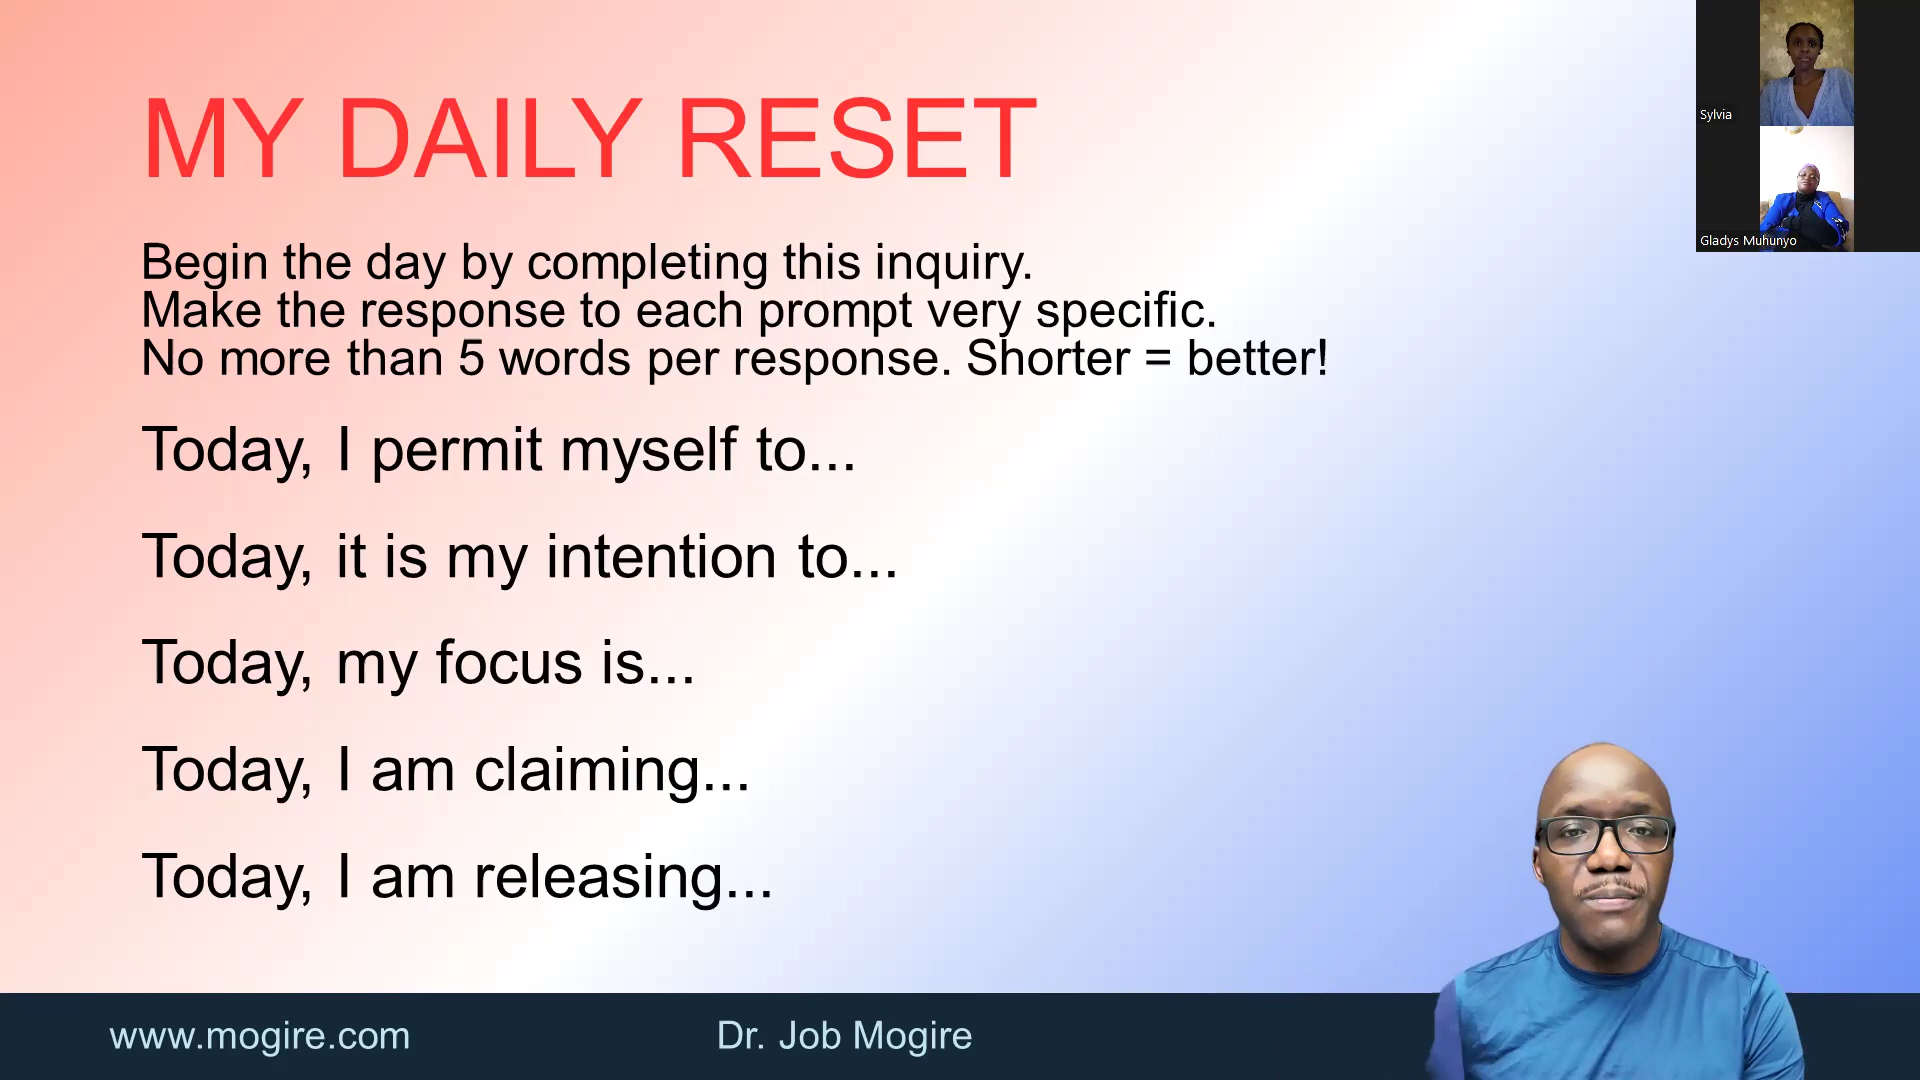 MY DAILY RESET
Begin the day by completing this inquiry.
Make the response to each prompt very specific.
No more than 5 words per response. Shorter = better!
Today, I permit myself to...
Today, it is my intention to...
Today, my focus is...
Today, I am claiming...
Today, I am releasing...
www.mogire.com
Dr. Job Mogire
Sylvia
Gladys Muhunyo